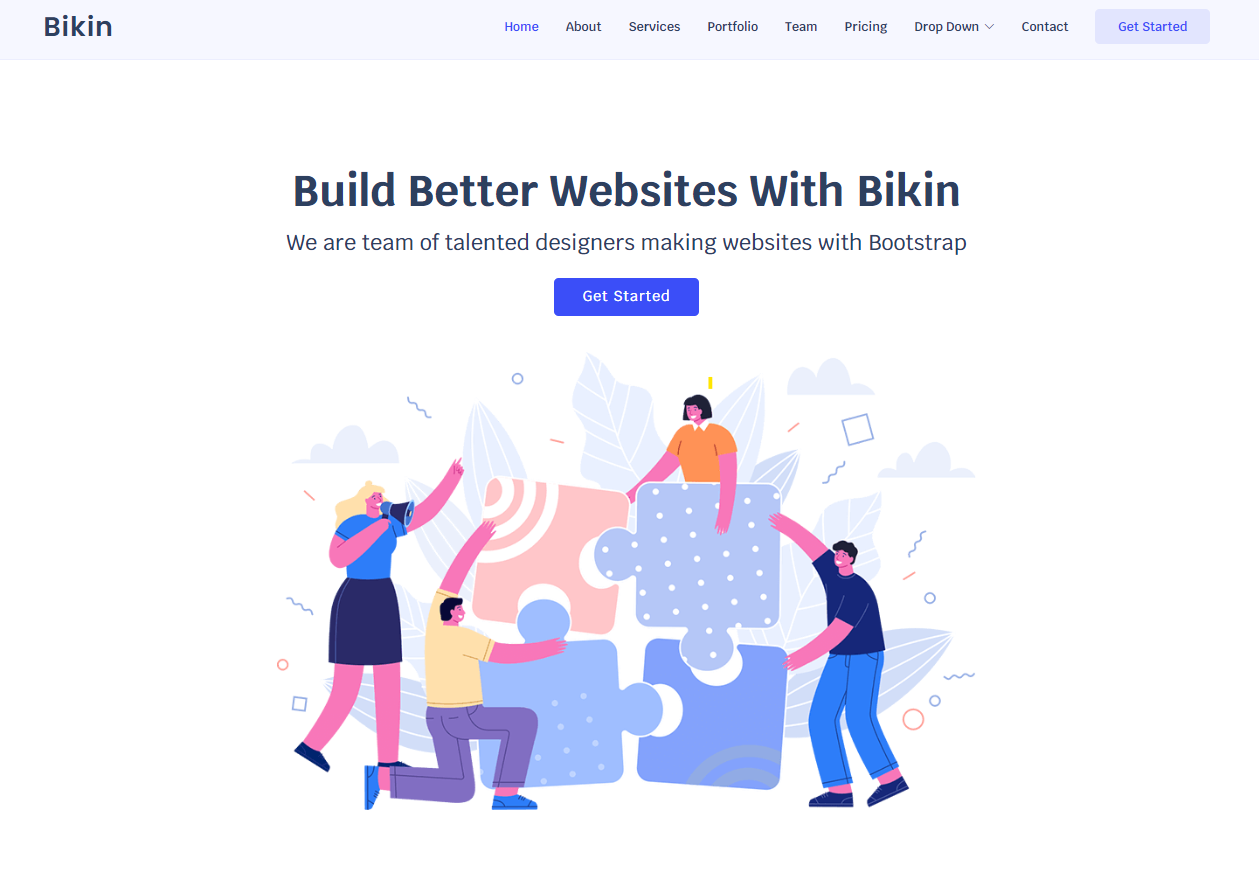 Bikin
Home About Services Portfolio Team Pricing Drop Down Contact Get Started
Build Better Websites With Bikin
We are team of talented designers making websites with Bootstrap
Get Started